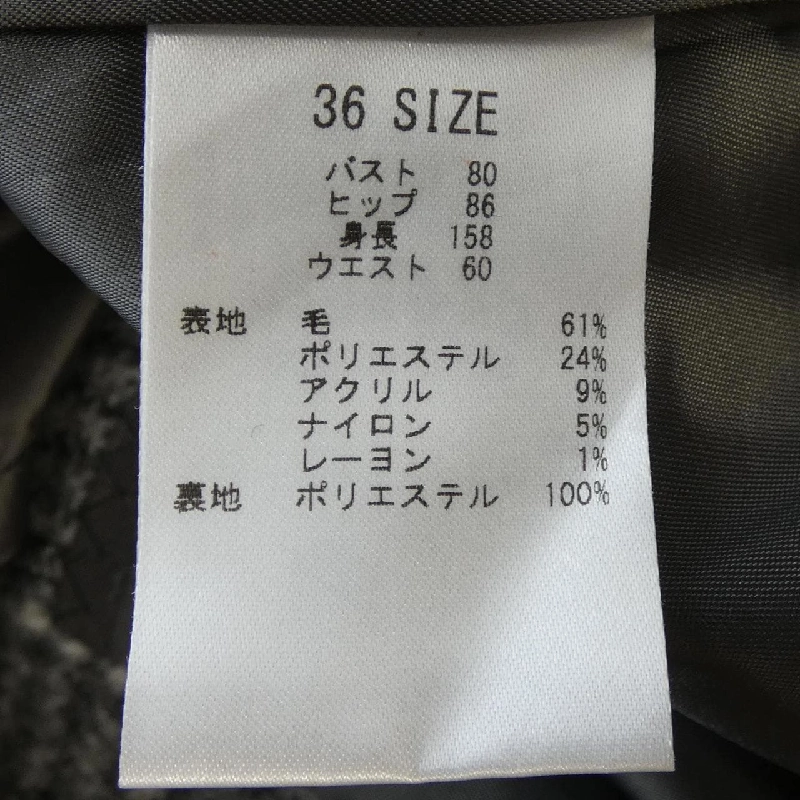 36 SIZE
バスト 80
ヒップ 86
身長 158
ウエスト 60
表地 毛 61%
ポリエステル 24%
アクリル 9%
ナイロン 5%
レーヨン 1%
裏地 ポリエステル 100%